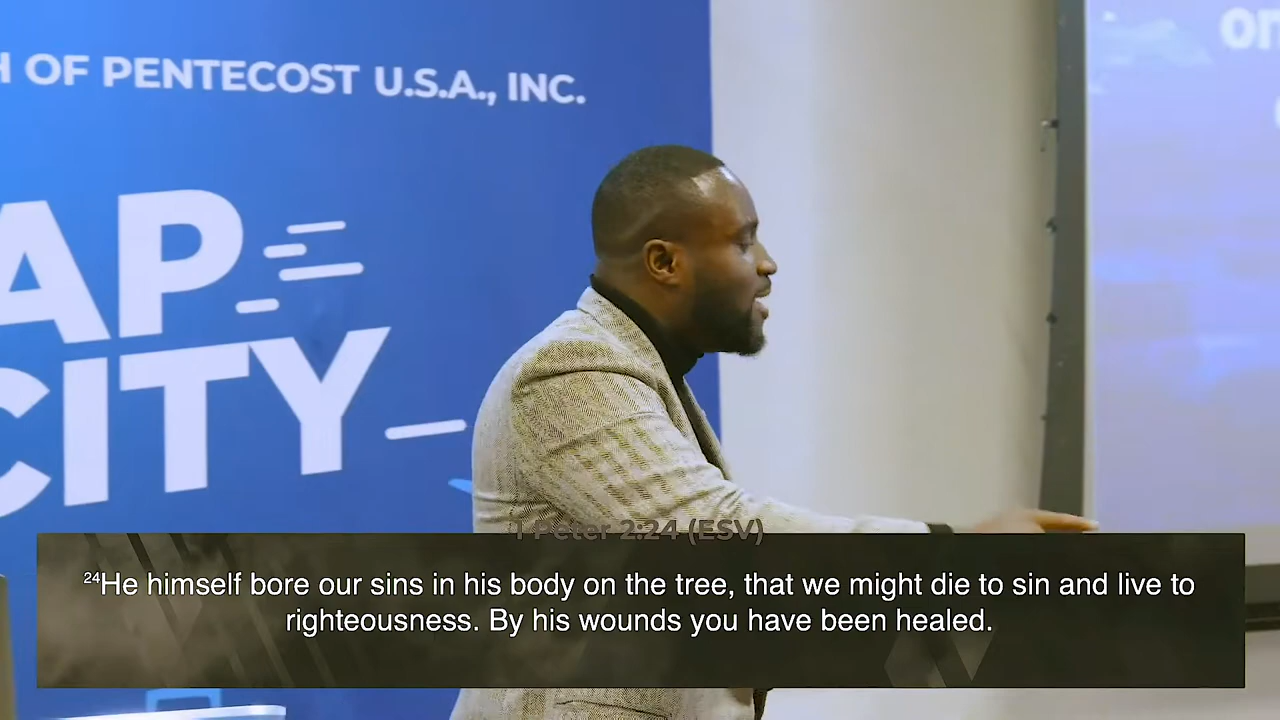 H OF PENTECOST U.S.A., INC.
AP
CITY
on
1 Peter 2:24 (ESV)
24He himself bore our sins in his body on the tree, that we might die to sin and live to
righteousness. By his wounds you have been healed.